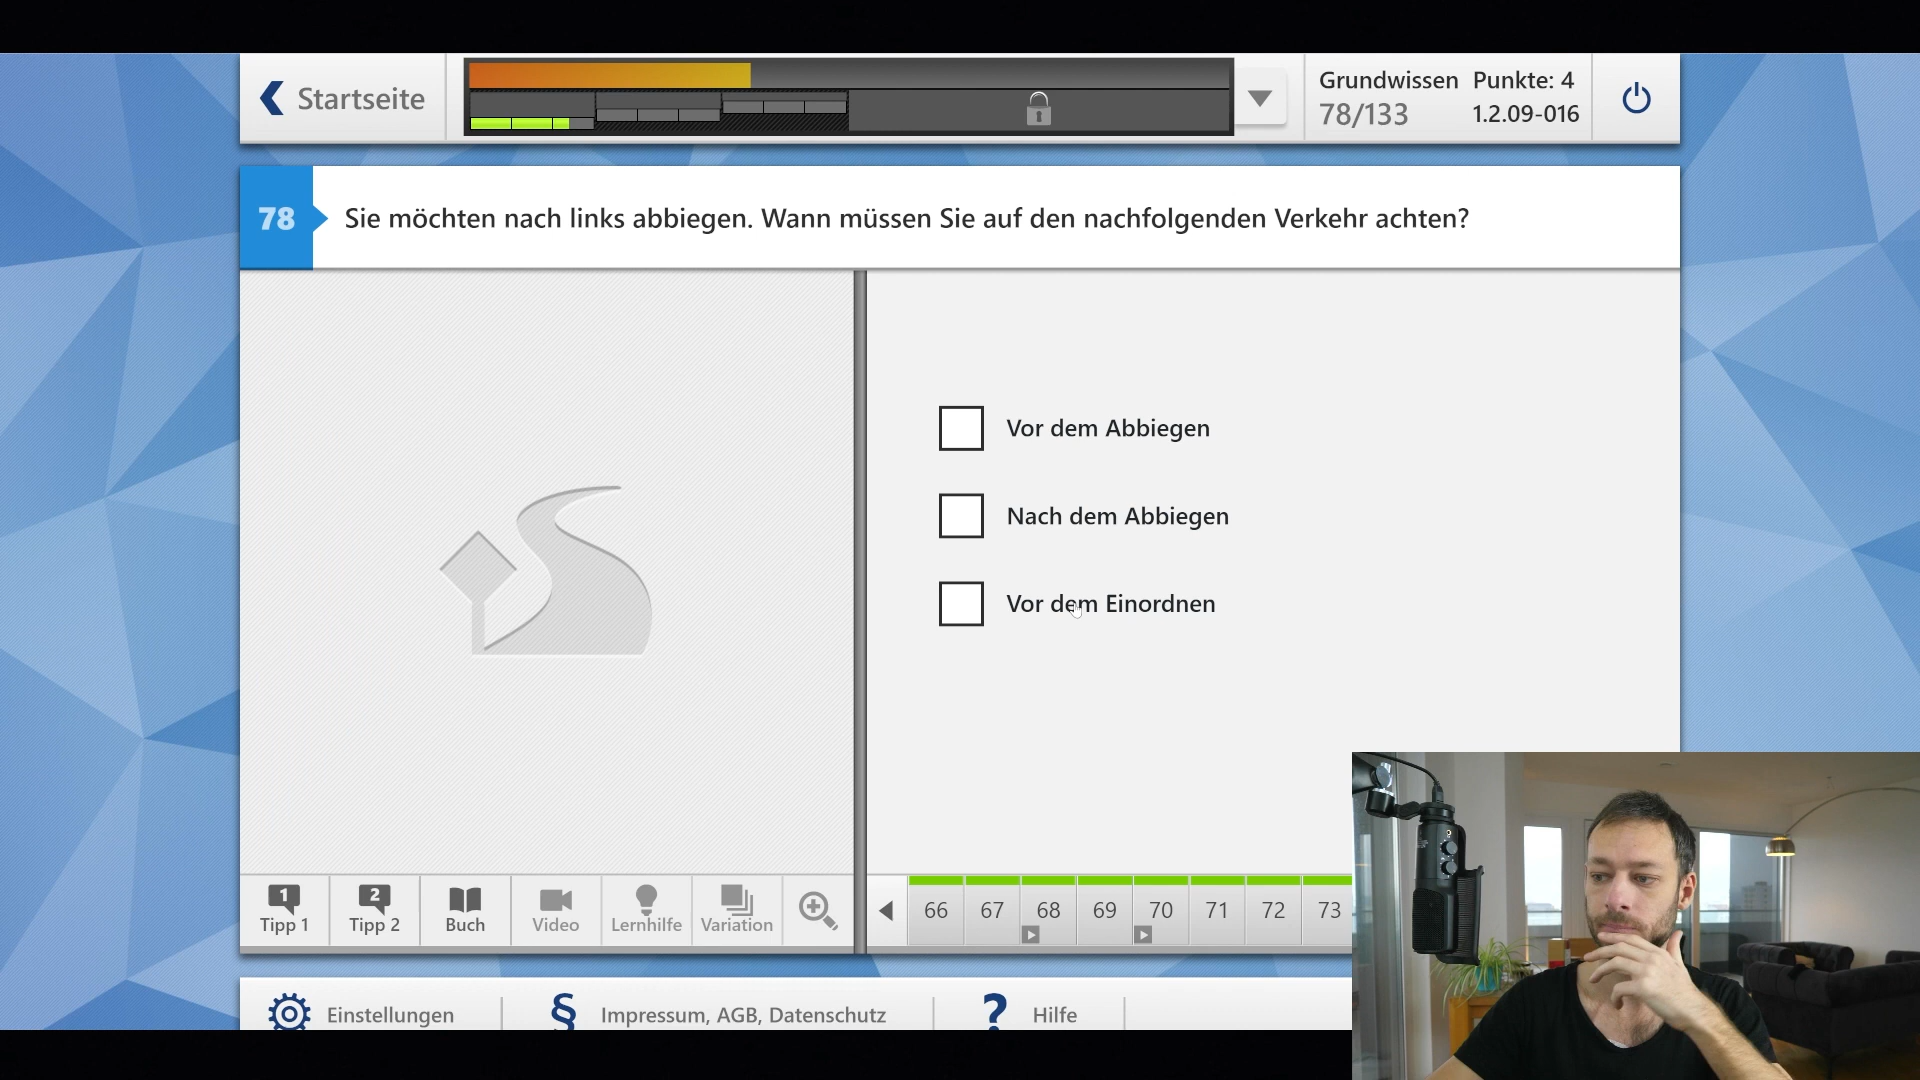 Startseite
Grundwissen Punkte: 4
78/133 1.2.09-016
78 Sie möchten nach links abbiegen. Wann müssen Sie auf den nachfolgenden Verkehr achten?
Vor dem Abbiegen
Nach dem Abbiegen
Vor dem Einordnen
1 2
Tipp 1 Tipp 2 Buch Video Lernhilfe Variation
66 67 68 69 70 71 72 73
§ ?
Einstellungen Impressum, AGB, Datenschutz Hilfe